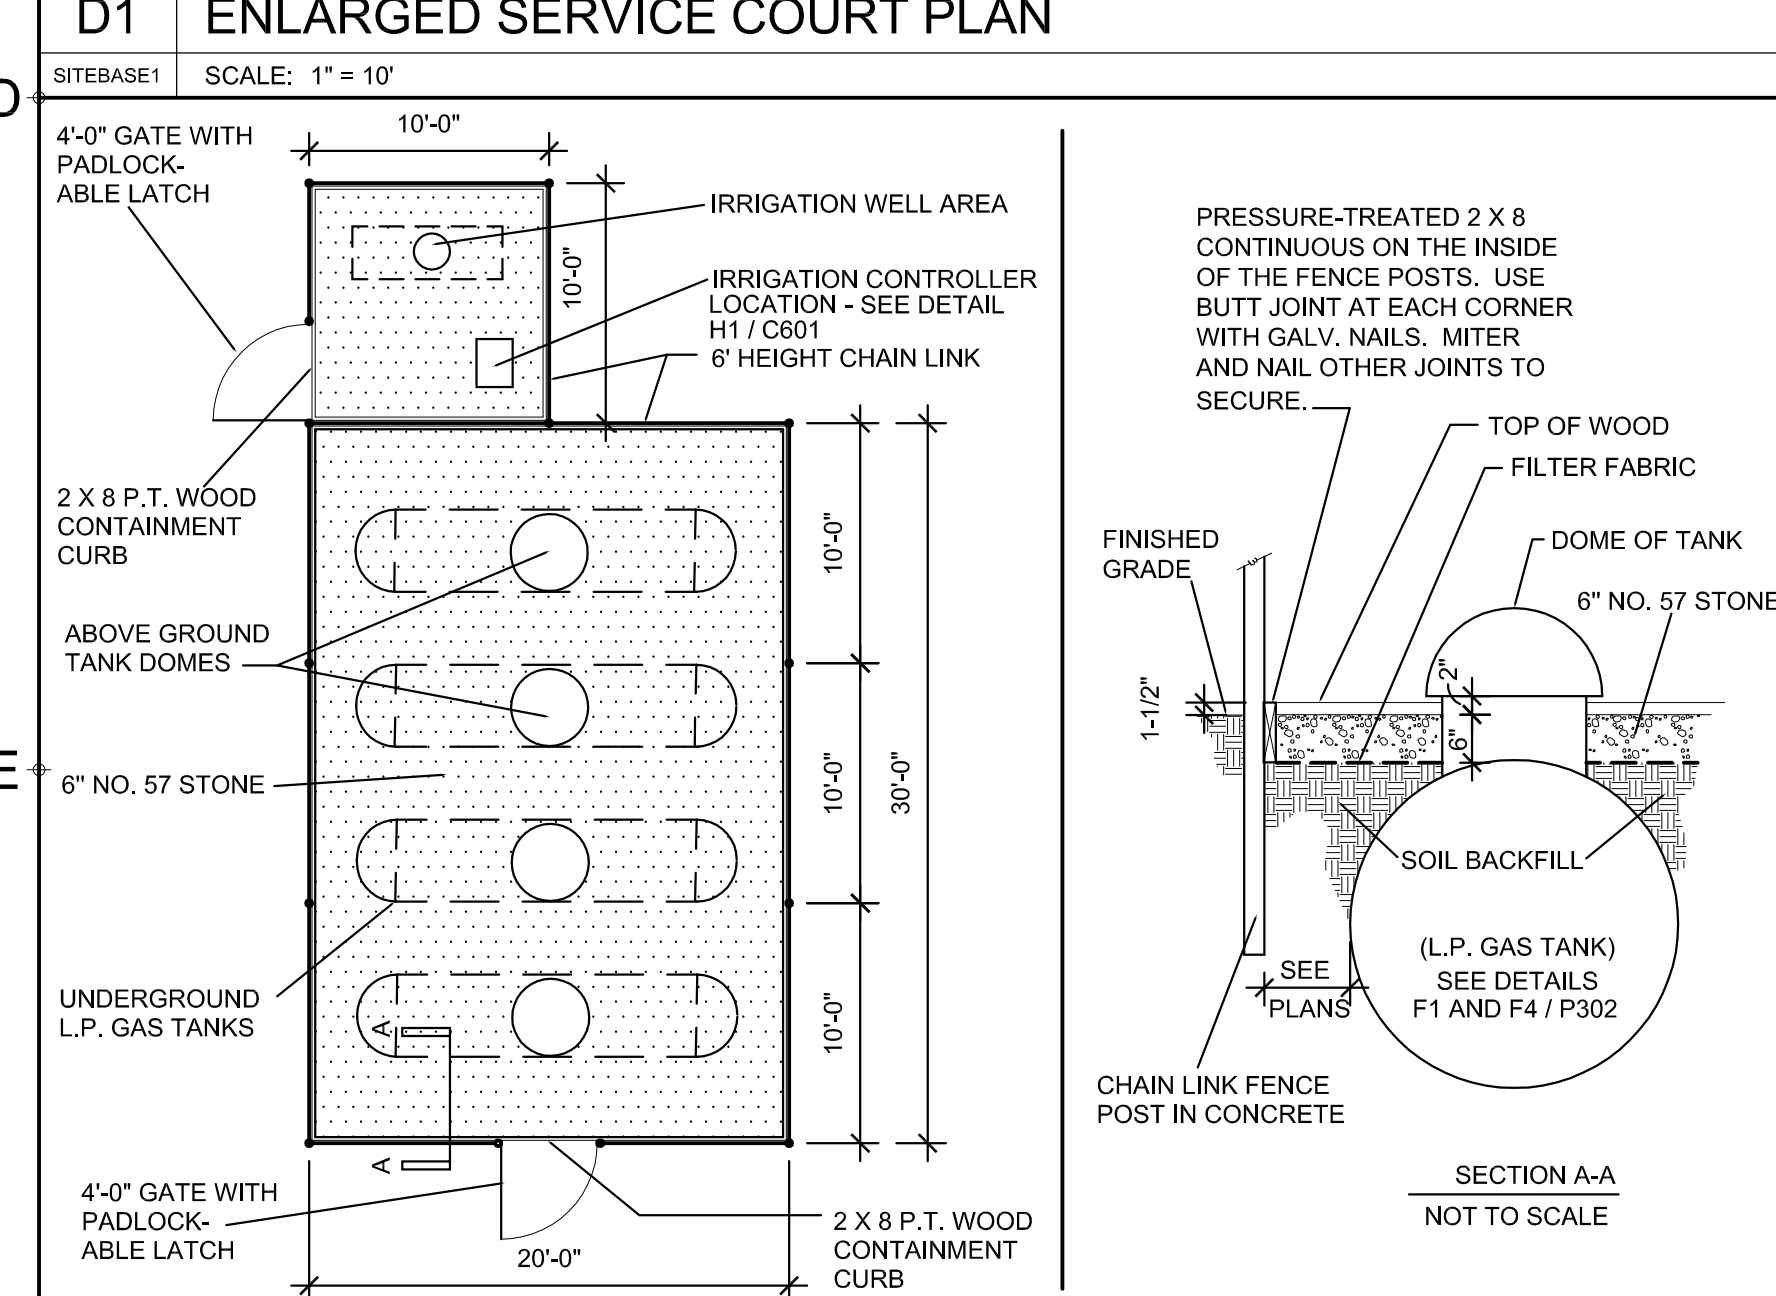 D1
ENLARGED SERVICE COURT PLAN
SITEBASE1
SCALE: 1" = 10'
D
4'-0" GATE WITH
PADLOCK-
ABLE LATCH
10'-0"
IRRIGATION WELL AREA
10'-0"
IRRIGATION CONTROLLER
LOCATION - SEE DETAIL
H1 / C601
6' HEIGHT CHAIN LINK
2 X 8 P.T. WOOD
CONTAINMENT
CURB
10'-0"
ABOVE GROUND
TANK DOMES
6" NO. 57 STONE
10'-0"
30'-0"
E
UNDERGROUND
L.P. GAS TANKS
10'-0"
A
A
4'-0" GATE WITH
PADLOCK-
ABLE LATCH
20'-0"
2 X 8 P.T. WOOD
CONTAINMENT
CURB
PRESSURE-TREATED 2 X 8
CONTINUOUS ON THE INSIDE
OF THE FENCE POSTS. USE
BUTT JOINT AT EACH CORNER
WITH GALV. NAILS. MITER
AND NAIL OTHER JOINTS TO
SECURE.
TOP OF WOOD
FILTER FABRIC
FINISHED
GRADE
DOME OF TANK
6" NO. 57 STONE
1-1/2"
2"
6"
SOIL BACKFILL
(L.P. GAS TANK)
SEE DETAILS
F1 AND F4 / P302
SEE
PLANS
CHAIN LINK FENCE
POST IN CONCRETE
SECTION A-A
NOT TO SCALE